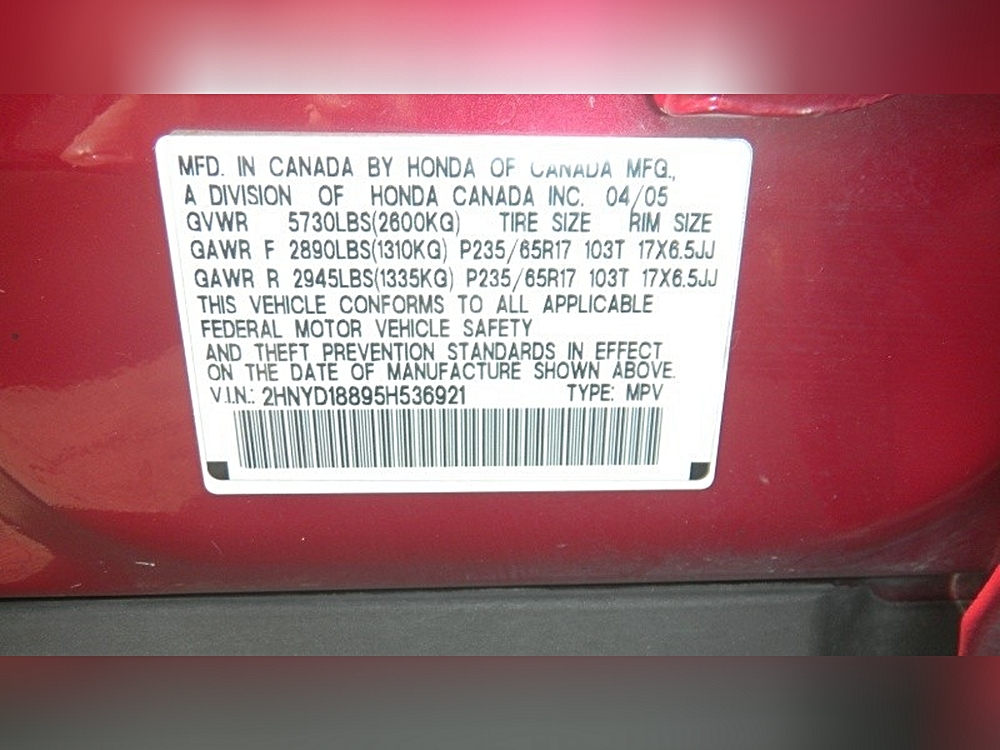 MFD. IN CANADA BY HONDA OF CANADA MFG.,
A DIVISION OF HONDA CANADA INC. 04/05
GVWR 5730LBS(2600KG) TIRE SIZE RIM SIZE
GAWR F 2890LBS(1310KG) P235/65R17 103T 17X6.5JJ
GAWR R 2945LBS(1335KG) P235/65R17 103T 17X6.5JJ
THIS VEHICLE CONFORMS TO ALL APPLICABLE
FEDERAL MOTOR VEHICLE SAFETY
AND THEFT PREVENTION STANDARDS IN EFFECT
ON THE DATE OF MANUFACTURE SHOWN ABOVE.
V.I.N.: 2HNYD18895H536921 TYPE: MPV